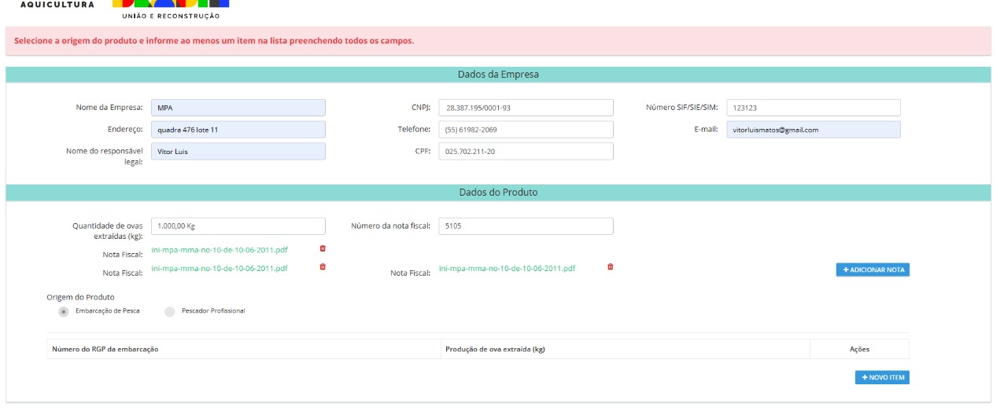 AQUICULTURA
UNIÃO E RECONSTRUÇÃO
Selecione a origem do produto e informe ao menos um item na lista preenchendo todos os campos.
Dados da Empresa
Nome da Empresa: MPA CNPJ: 28.387.195/0001-93 Número SIF/SIE/SIM: 123123
Endereço: quadra 476 lote 11 Telefone: (55) 61982-2069 E-mail: vitorluismatos@gmail.com
Nome do responsável legal: Vitor Luis CPF: 025.702.211-20
Dados do Produto
Quantidade de ovas extraídas (kg): 1.000,00 Kg Número da nota fiscal: 5105
Nota Fiscal: ini-mpa-mma-no-10-de-10-06-2011.pdf
Nota Fiscal: ini-mpa-mma-no-10-de-10-06-2011.pdf Nota Fiscal: ini-mpa-mma-no-10-de-10-06-2011.pdf + ADICIONAR NOTA
Origem do Produto
Embarcação de Pesca Pescador Profissional
Número do RGP da embarcação Produção de ova extraída (kg) Ações
+ NOVO ITEM